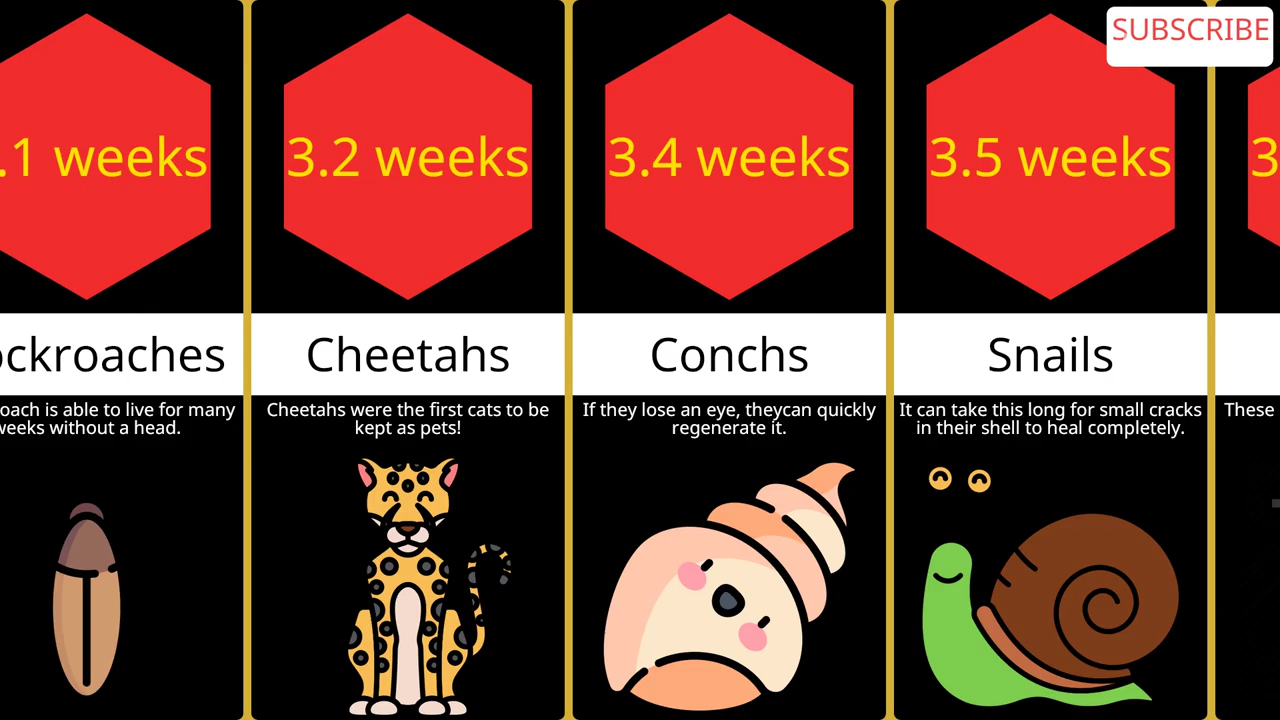 SUBSCRIBE
.1 weeks
3.2 weeks
3.4 weeks
3.5 weeks
3
ockroaches
Cheetahs
Conchs
Snails
oach is able to live for many
weeks without a head.
Cheetahs were the first cats to be
kept as pets!
If they lose an eye, theycan quickly
regenerate it.
It can take this long for small cracks
in their shell to heal completely.
These